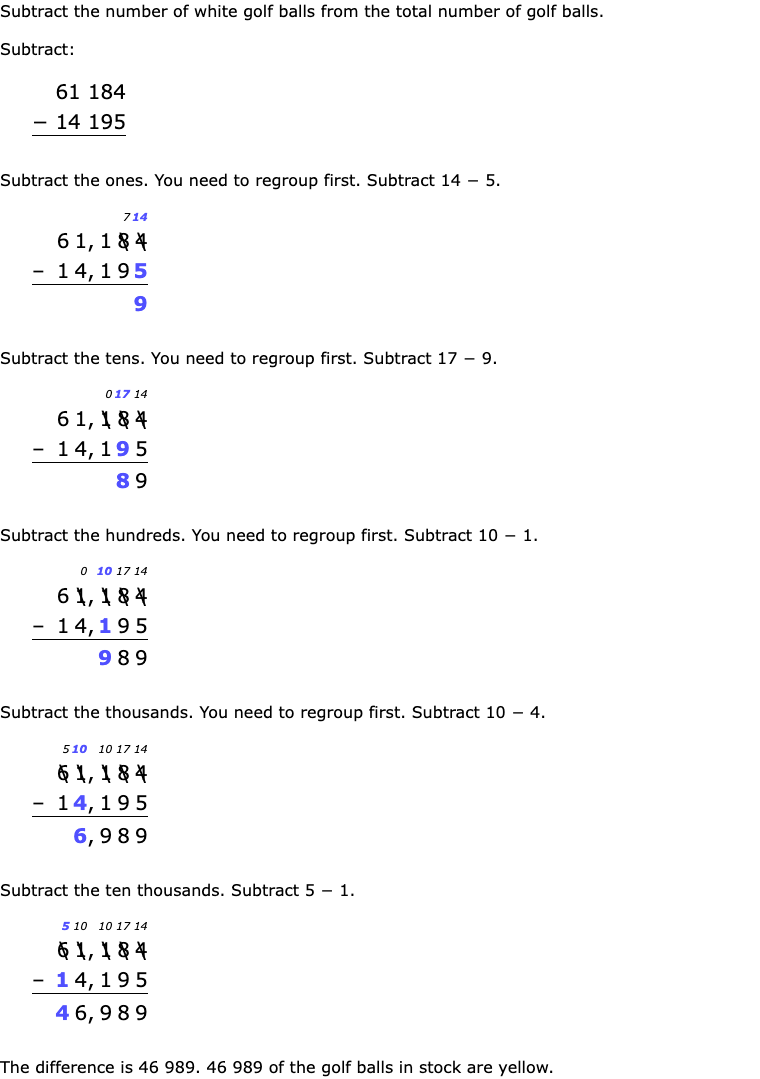 Subtract the number of white golf balls from the total number of golf balls.
Subtract:
61 184
− 14 195
Subtract the ones. You need to regroup first. Subtract 14 − 5.
7 14
6 1, 1 8 4
− 1 4, 1 9 5
9
Subtract the tens. You need to regroup first. Subtract 17 − 9.
0 17 14
6 1, 1 8 4
− 1 4, 1 9 5
8 9
Subtract the hundreds. You need to regroup first. Subtract 10 − 1.
0 10 17 14
6 1, 1 8 4
− 1 4, 1 9 5
9 8 9
Subtract the thousands. You need to regroup first. Subtract 10 − 4.
5 10 10 17 14
6 1, 1 8 4
− 1 4, 1 9 5
6, 9 8 9
Subtract the ten thousands. Subtract 5 − 1.
5 10 10 17 14
6 1, 1 8 4
− 1 4, 1 9 5
4 6, 9 8 9
The difference is 46 989. 46 989 of the golf balls in stock are yellow.